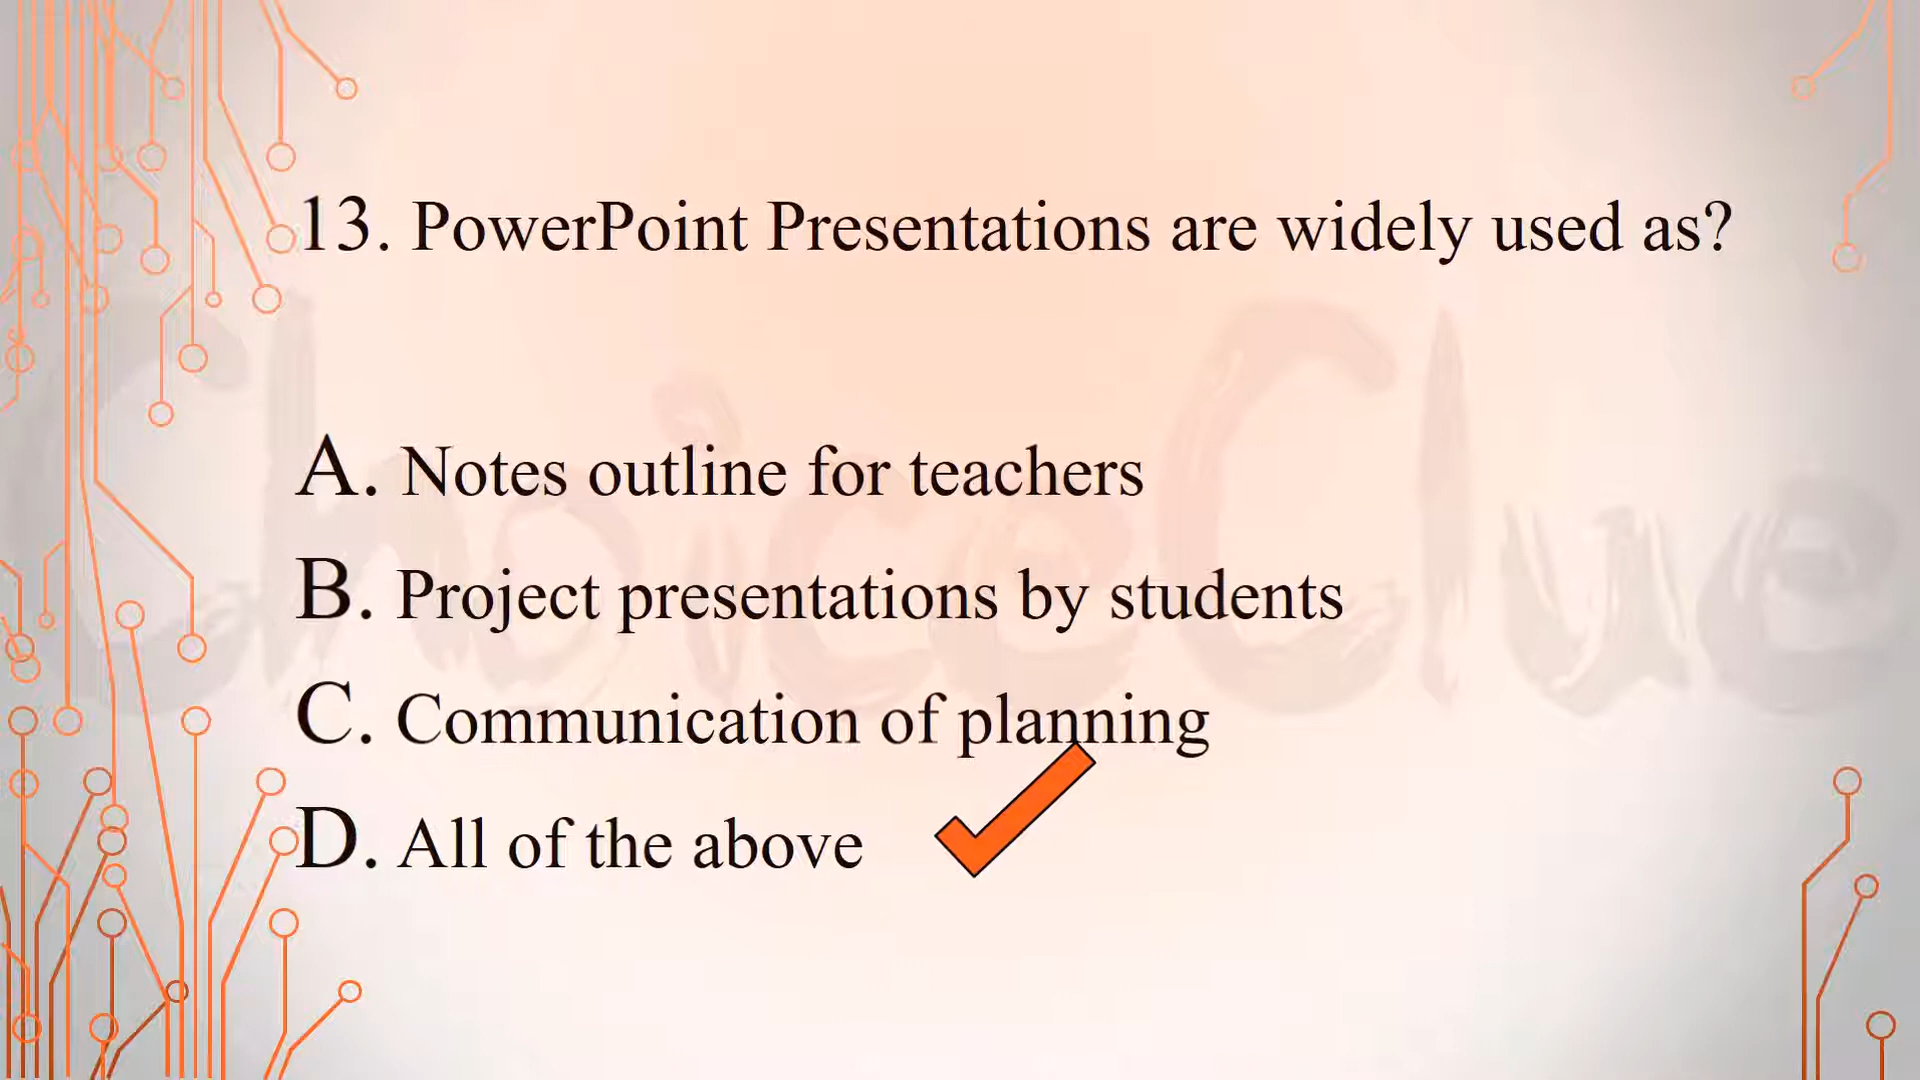 13. PowerPoint Presentations are widely used as?
A. Notes outline for teachers
B. Project presentations by students
C. Communication of planning
D. All of the above
ChoiceClue